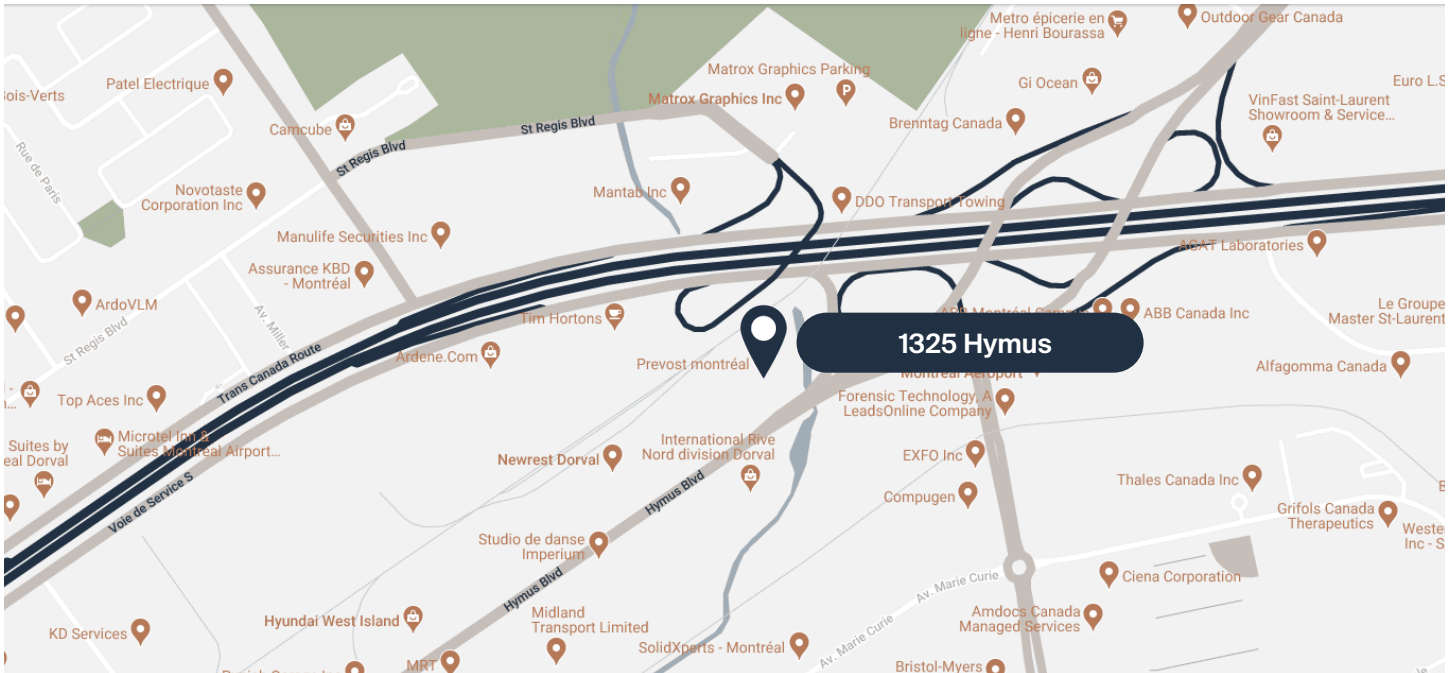 Metro épicerie en
ligne - Henri Bourassa
Outdoor Gear Canada
Patel Electrique
Matrox Graphics Parking
P
Gi Ocean
Euro L.S
ois-Verts
Matrox Graphics Inc
VinFast Saint-Laurent
Showroom & Service...
Camcube
St Regis Blvd
Brenntag Canada
St Regis Blvd
Rue de Paris
Novotaste
Corporation Inc
Mantab Inc
DDO Transport Towing
Manulife Securities Inc
AGAT Laboratories
Assurance KBD
- Montréal
ArdoVLM
Av. Miller
St Regis Blvd
Tim Hortons
ABB Canada Inc
Le Groupe
Master St-Laurent
1325 Hymus
Ardene.Com
Prevost montréal
Montréal Aéroport
Alfagomma Canada
Trans Canada Route
Top Aces Inc
Forensic Technology, A
LeadsOnline Company
Microtel Inn &
Suites Montreal Airport...
Suites by
eal Dorval
International Rive
Nord division Dorval
Newrest Dorval
EXFO Inc
Voie de Service S
Hymus Blvd
Compugen
Thales Canada Inc
Grifols Canada
Therapeutics
Weste
Inc - S
Studio de danse
Imperium
Hymus Blvd
Av. Marie Curie
Ciena Corporation
Hyundai West Island
Midland
Transport Limited
Amdocs Canada
Managed Services
KD Services
Av. Marie Curie
SolidXperts - Montréal
MRT
Bristol-Myers